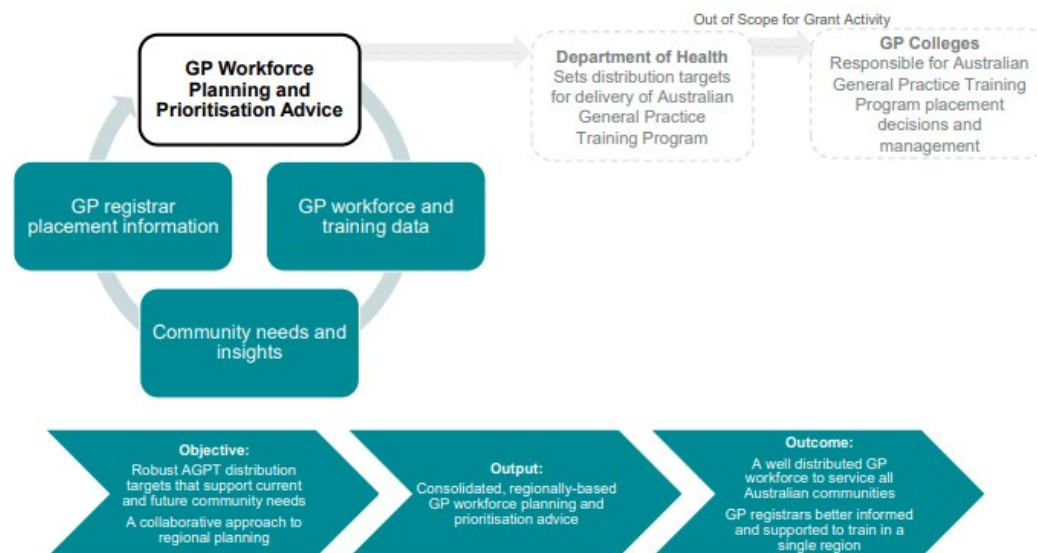 Out of Scope for Grant Activity
GP Workforce
Planning and
Prioritisation Advice
Department of Health
Sets distribution targets
for delivery of Australian
General Practice
Training Program
GP Colleges
Responsible for Australian
General Practice Training
Program placement
decisions and
management
GP registrar
placement information
GP workforce and
training data
Community needs and
insights
Objective:
Robust AGPT distribution
targets that support current
and future community needs
A collaborative approach to
regional planning
Output:
Consolidated, regionally-based
GP workforce planning and
prioritisation advice
Outcome:
A well distributed GP
workforce to service all
Australian communities
GP registrars better informed
and supported to train in a
single region